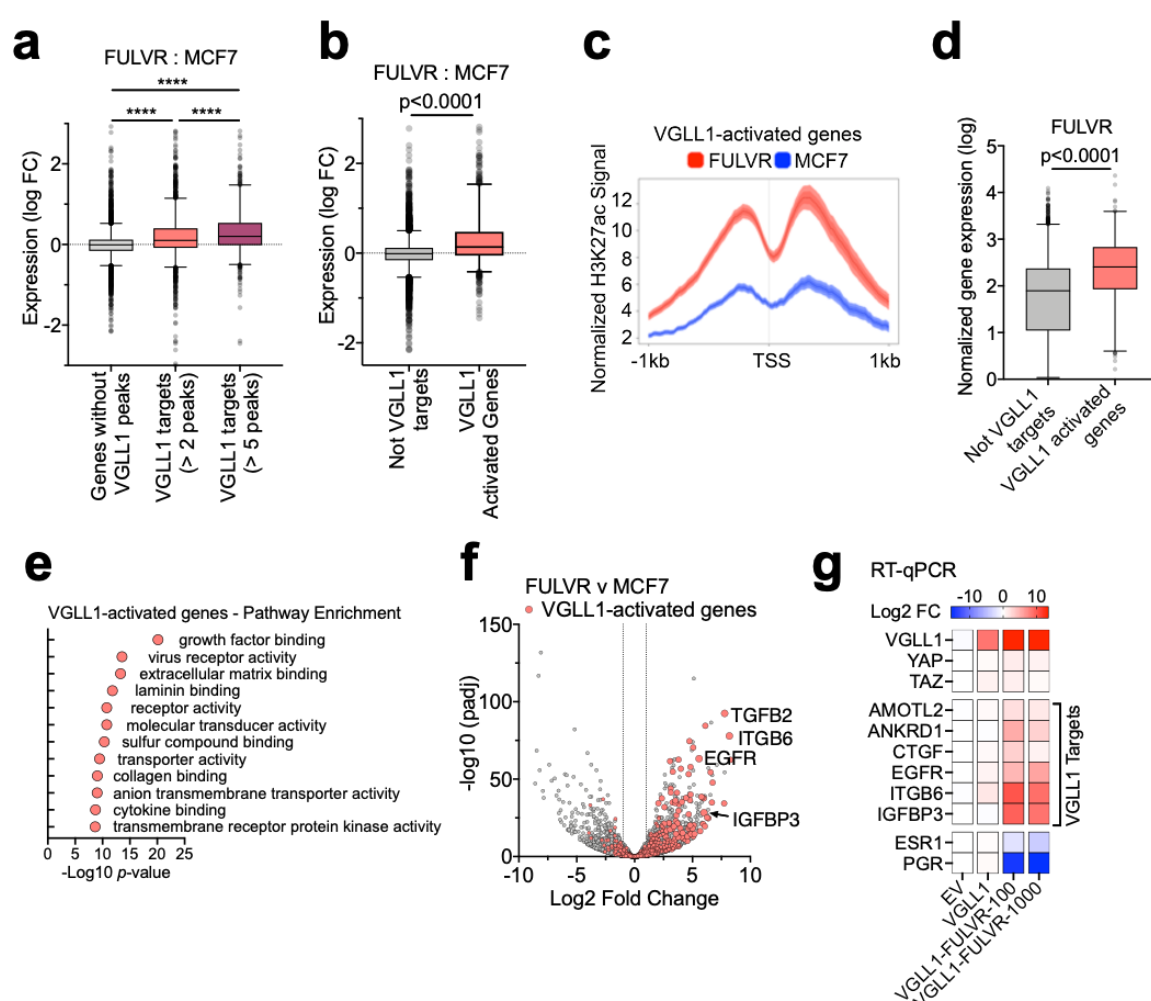 a
FULVR : MCF7
****
**** ****
Expression (log FC)
2
0
-2
Genes without
VGLL1 peaks
VGLL1 targets
(> 2 peaks)
VGLL1 targets
(> 5 peaks)
b
FULVR : MCF7
p<0.0001
Expression (log FC)
2
0
-2
Not VGLL1
targets
VGLL1
Activated Genes
c
VGLL1-activated genes
FULVR MCF7
Normalized H3K27ac Signal
12
10
8
6
4
2
-1kb TSS 1kb
d
FULVR
p<0.0001
Normalized gene expression (log)
5
4
3
2
1
0
Not VGLL1
targets
VGLL1 activated
genes
e
VGLL1-activated genes - Pathway Enrichment
growth factor binding
virus receptor activity
extracellular matrix binding
laminin binding
receptor activity
molecular transducer activity
sulfur compound binding
transporter activity
collagen binding
anion transmembrane transporter activity
cytokine binding
transmembrane receptor protein kinase activity
0 5 10 15 20 25
-Log10 p-value
f
FULVR v MCF7
VGLL1-activated genes
-log10 (padj)
150
100
50
0
TGFB2
ITGB6
EGFR
IGFBP3
-10 -5 0 5 10
Log2 Fold Change
g
RT-qPCR
-10 0 10
Log2 FC
VGLL1
YAP
TAZ
AMOTL2
ANKRD1
CTGF
EGFR
ITGB6
IGFBP3
VGLL1 Targets
ESR1
PGR
EV
VGLL1
VGLL1-FULVR-100
VGLL1-FULVR-1000